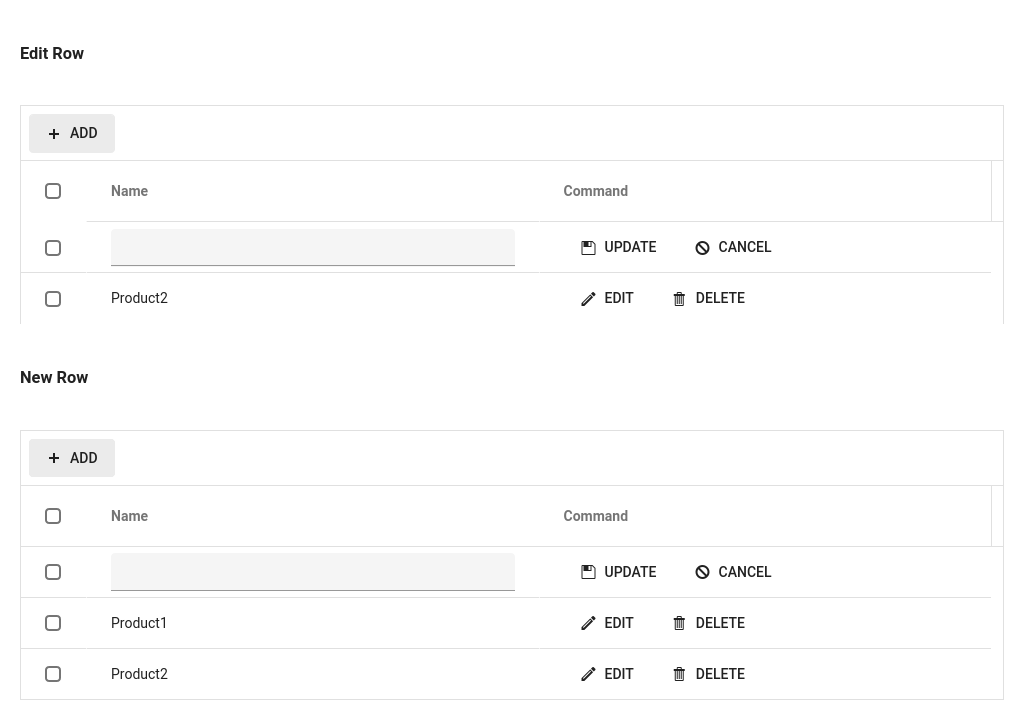 Edit Row
ADD
Name Command
UPDATE CANCEL
Product2 EDIT DELETE
New Row
ADD
Name Command
UPDATE CANCEL
Product1 EDIT DELETE
Product2 EDIT DELETE